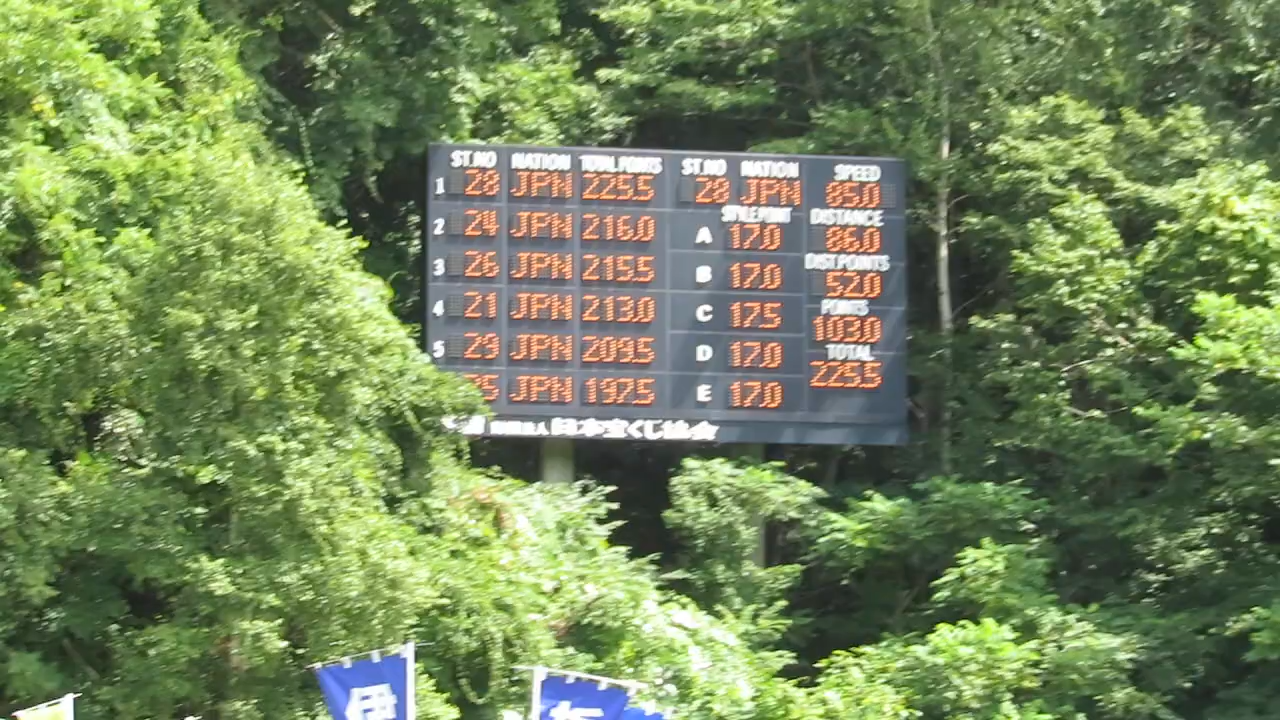 ST.NO NATION TOTAL POINTS ST.NO NATION SPEED
1 28 JPN 225.5 28 JPN 85.0
STYLE POINT DISTANCE
2 24 JPN 216.0 A 17.0 86.0
DIST.POINTS
3 26 JPN 215.5 B 17.0 52.0
POINTS
4 21 JPN 213.0 C 17.5 103.0
TOTAL
5 29 JPN 209.5 D 17.0 225.5
25 JPN 197.5 E 17.0
日本宝くじ協会
伊